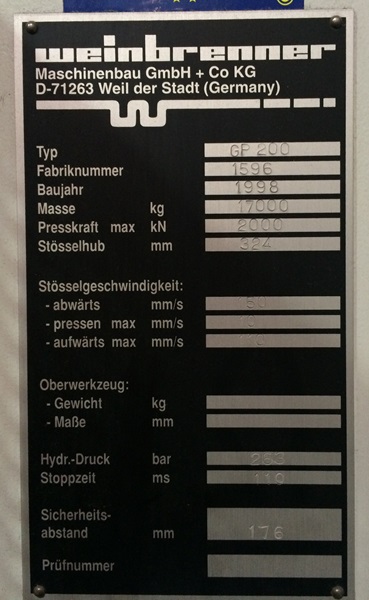 weinbrenner
Maschinenbau GmbH + Co KG
D-71263 Weil der Stadt (Germany)
Typ GP 200
Fabriknummer 1596
Baujahr 1998
Masse kg 17000
Presskraft max kN 2000
Stösselhub mm 324
Stösselgeschwindigkeit:
- abwärts mm/s
- pressen max mm/s
- aufwärts max mm/s
Oberwerkzeug:
- Gewicht kg
- Maße mm
Hydr.-Druck bar 263
Stoppzeit ms 110
Sicherheits-
abstand mm 176
Prüfnummer